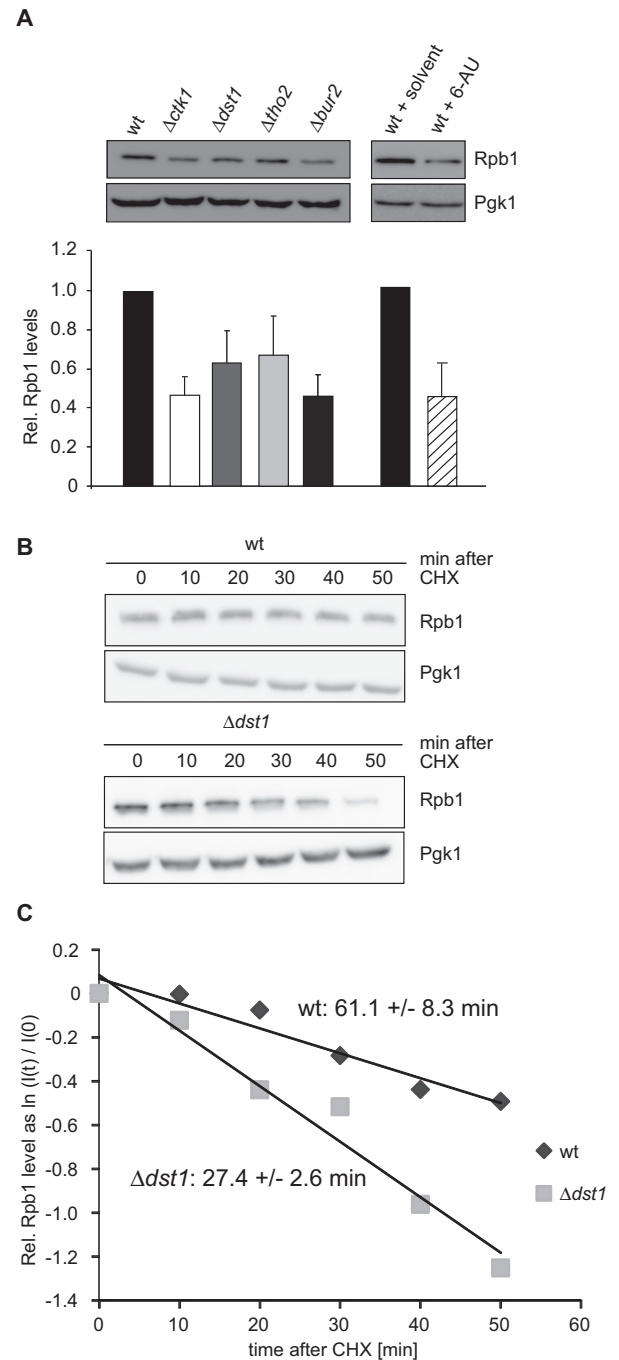 A
wt Δctk1 Δdst1 Δtho2 Δbur2 wt + solvent wt + 6-AU
Rpb1
Pgk1
Rel. Rpb1 levels
1.2
1.0
0.8
0.6
0.4
0.2
0
B
wt
min after
CHX
0 10 20 30 40 50
Rpb1
Pgk1
Δdst1
min after
CHX
0 10 20 30 40 50
Rpb1
Pgk1
C
Rel. Rpb1 level as ln (I(t) / I(0)
0.2
0
-0.2
-0.4
-0.6
-0.8
-1.0
-1.2
-1.4
wt: 61.1 +/- 8.3 min
Δdst1: 27.4 +/- 2.6 min
wt
Δdst1
0 10 20 30 40 50 60
time after CHX [min]